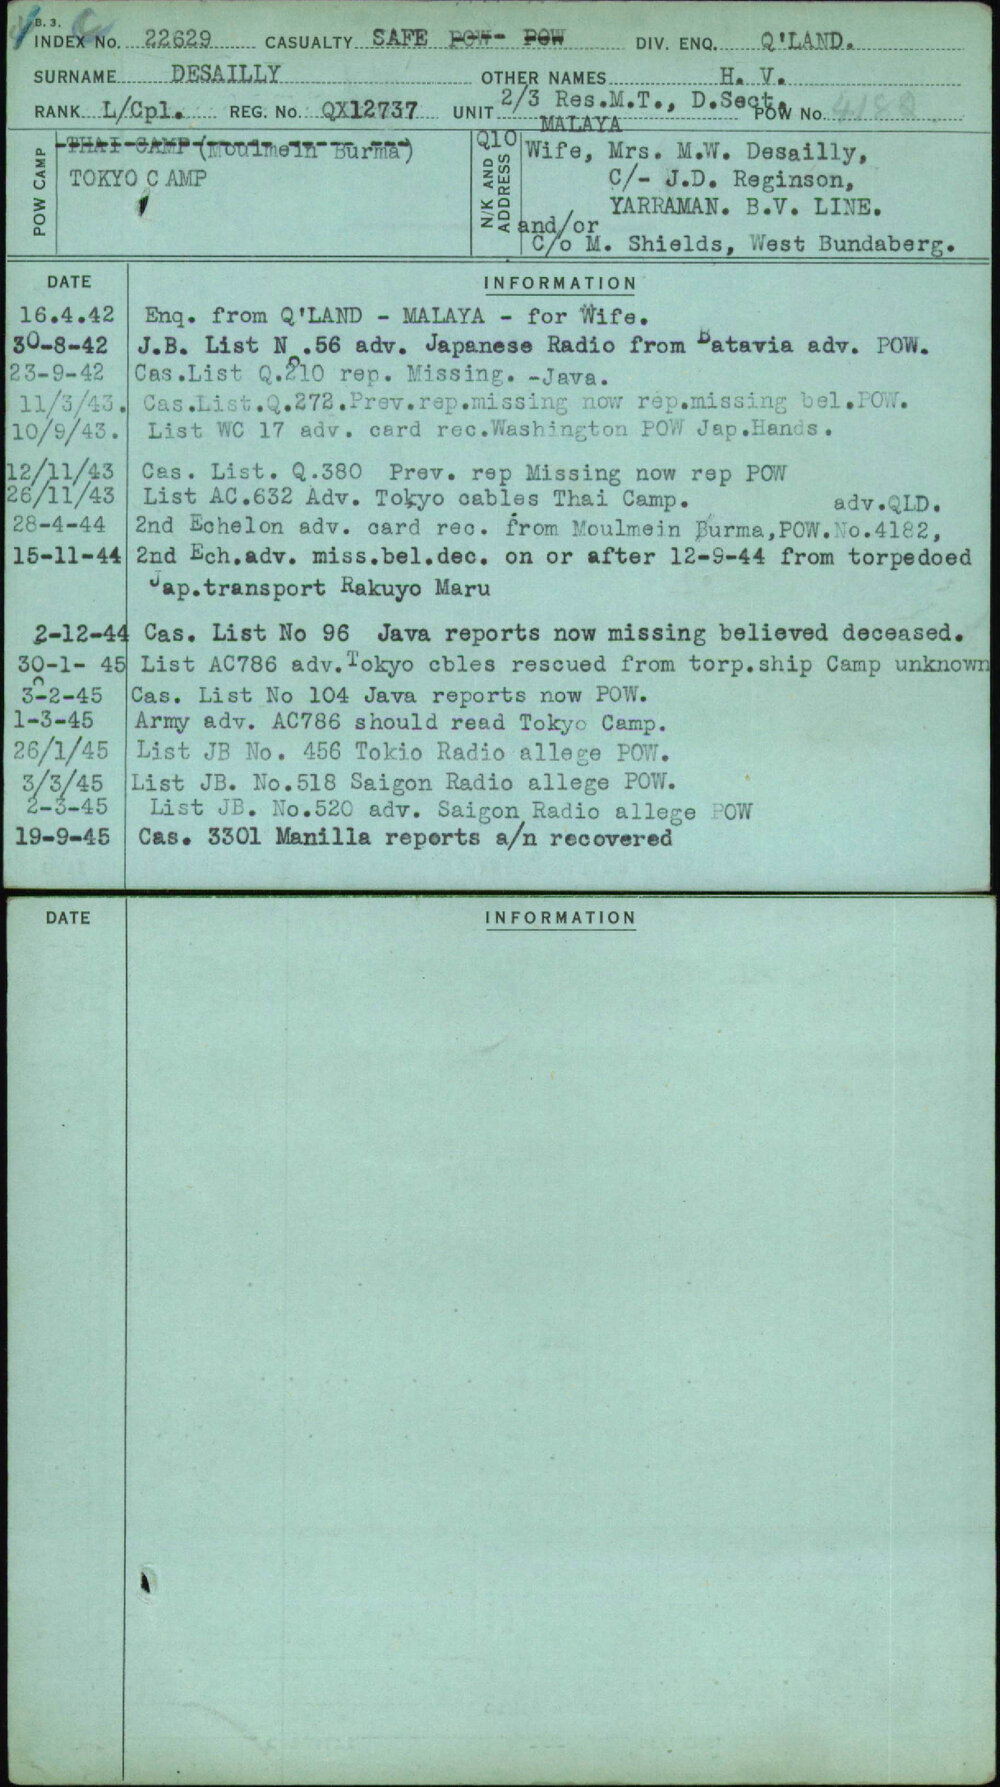 B.3.
INDEX No. 22629 CASUALTY SAFE POW- POW DIV. ENQ. Q'LAND.
SURNAME DESAILLY OTHER NAMES H. V.
RANK L/Cpl. REG. No. QX12737 UNIT 2/3 Res.M.T., D.Sect. MALAYA POW No. 4182
POW CAMP
THAI CAMP (Moulmein Burma)
TOKYO CAMP
N/K AND ADDRESS
Q10
Wife, Mrs. M.W. Desailly,
C/- J.D. Reginson,
YARRAMAN. B.V. LINE.
and/or
C/o M. Shields, West Bundaberg.
DATE INFORMATION
16.4.42 Enq. from Q'LAND - MALAYA - for Wife.
30-8-42 J.B. List No.56 adv. Japanese Radio from Batavia adv. POW.
23-9-42 Cas.List Q.210 rep. Missing. -Java.
11/3/43. Cas.List.Q.272.Prev.rep.missing now rep.missing bel.POW.
10/9/43. List WC 17 adv. card rec.Washington POW Jap.Hands.
12/11/43 Cas. List. Q.380 Prev. rep Missing now rep POW
26/11/43 List AC.632 Adv. Tokyo cables Thai Camp. adv.QLD.
28-4-44 2nd Echelon adv. card rec. from Moulmein Burma,POW.No.4182,
15-11-44 2nd Ech.adv. miss.bel.dec. on or after 12-9-44 from torpedoed
Jap.transport Rakuyo Maru
2-12-44 Cas. List No 96 Java reports now missing believed deceased.
30-1- 45 List AC786 adv.Tokyo cbles rescued from torp.ship Camp unknown
3-2-45 Cas. List No 104 Java reports now POW.
1-3-45 Army adv. AC786 should read Tokyo Camp.
26/1/45 List JB No. 456 Tokio Radio allege POW.
3/3/45 List JB. No.518 Saigon Radio allege POW.
2-3-45 List JB. No.520 adv. Saigon Radio allege POW
19-9-45 Cas. 3301 Manilla reports a/n recovered
DATE INFORMATION